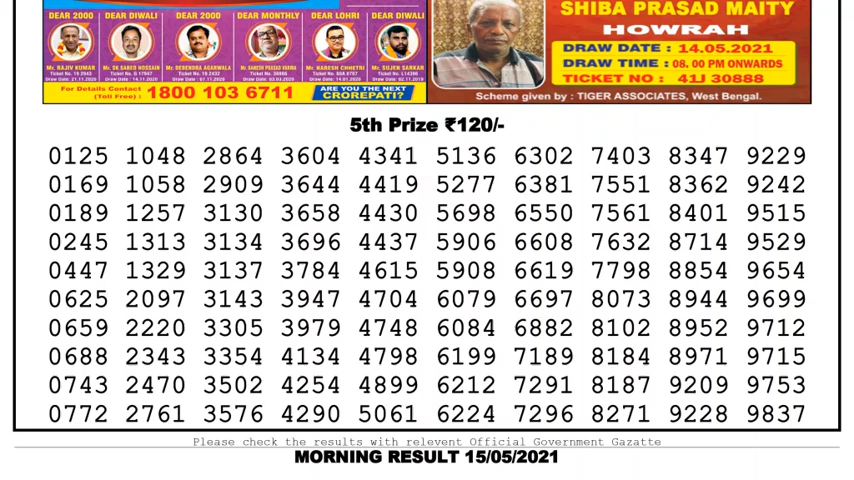 SHIBA PRASAD MAITY
HOWRAH
DRAW DATE : 14.05.2021
DRAW TIME : 08. 00 PM ONWARDS
TICKET NO : 41J 30888
Scheme given by : TIGER ASSOCIATES, West Bengal.
DEAR 2000 DEAR DIWALI DEAR 2000 DEAR MONTHLY DEAR LOHRI DEAR DIWALI
Mr. RAJIV KUMAR Mr. SK SABED HOSSAIN Mr. DEBENDRA AGARWALA Mr. GANESH PRASAD VARMA Mr. NARESH CHHETRI Mr. SUJEN SARKAR
For Details Contact
(Toll Free) : 1800 103 6711
ARE YOU THE NEXT
CROREPATI?
5th Prize ₹120/-
0125 1048 2864 3604 4341 5136 6302 7403 8347 9229
0169 1058 2909 3644 4419 5277 6381 7551 8362 9242
0189 1257 3130 3658 4430 5698 6550 7561 8401 9515
0245 1313 3134 3696 4437 5906 6608 7632 8714 9529
0447 1329 3137 3784 4615 5908 6619 7798 8854 9654
0625 2097 3143 3947 4704 6079 6697 8073 8944 9699
0659 2220 3305 3979 4748 6084 6882 8102 8952 9712
0688 2343 3354 4134 4798 6199 7189 8184 8971 9715
0743 2470 3502 4254 4899 6212 7291 8187 9209 9753
0772 2761 3576 4290 5061 6224 7296 8271 9228 9837
Please check the results with relevent Official Government Gazatte
MORNING RESULT 15/05/2021